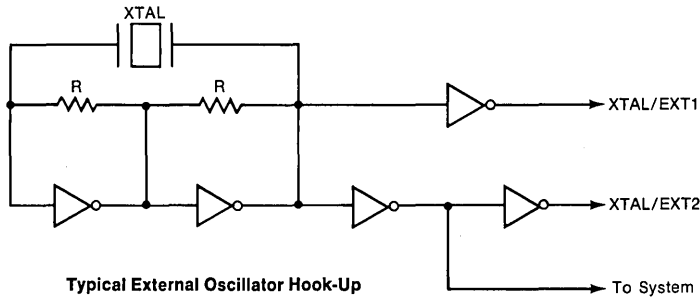 XTAL
R
R
XTAL/EXT1
XTAL/EXT2
Typical External Oscillator Hook-Up
To System